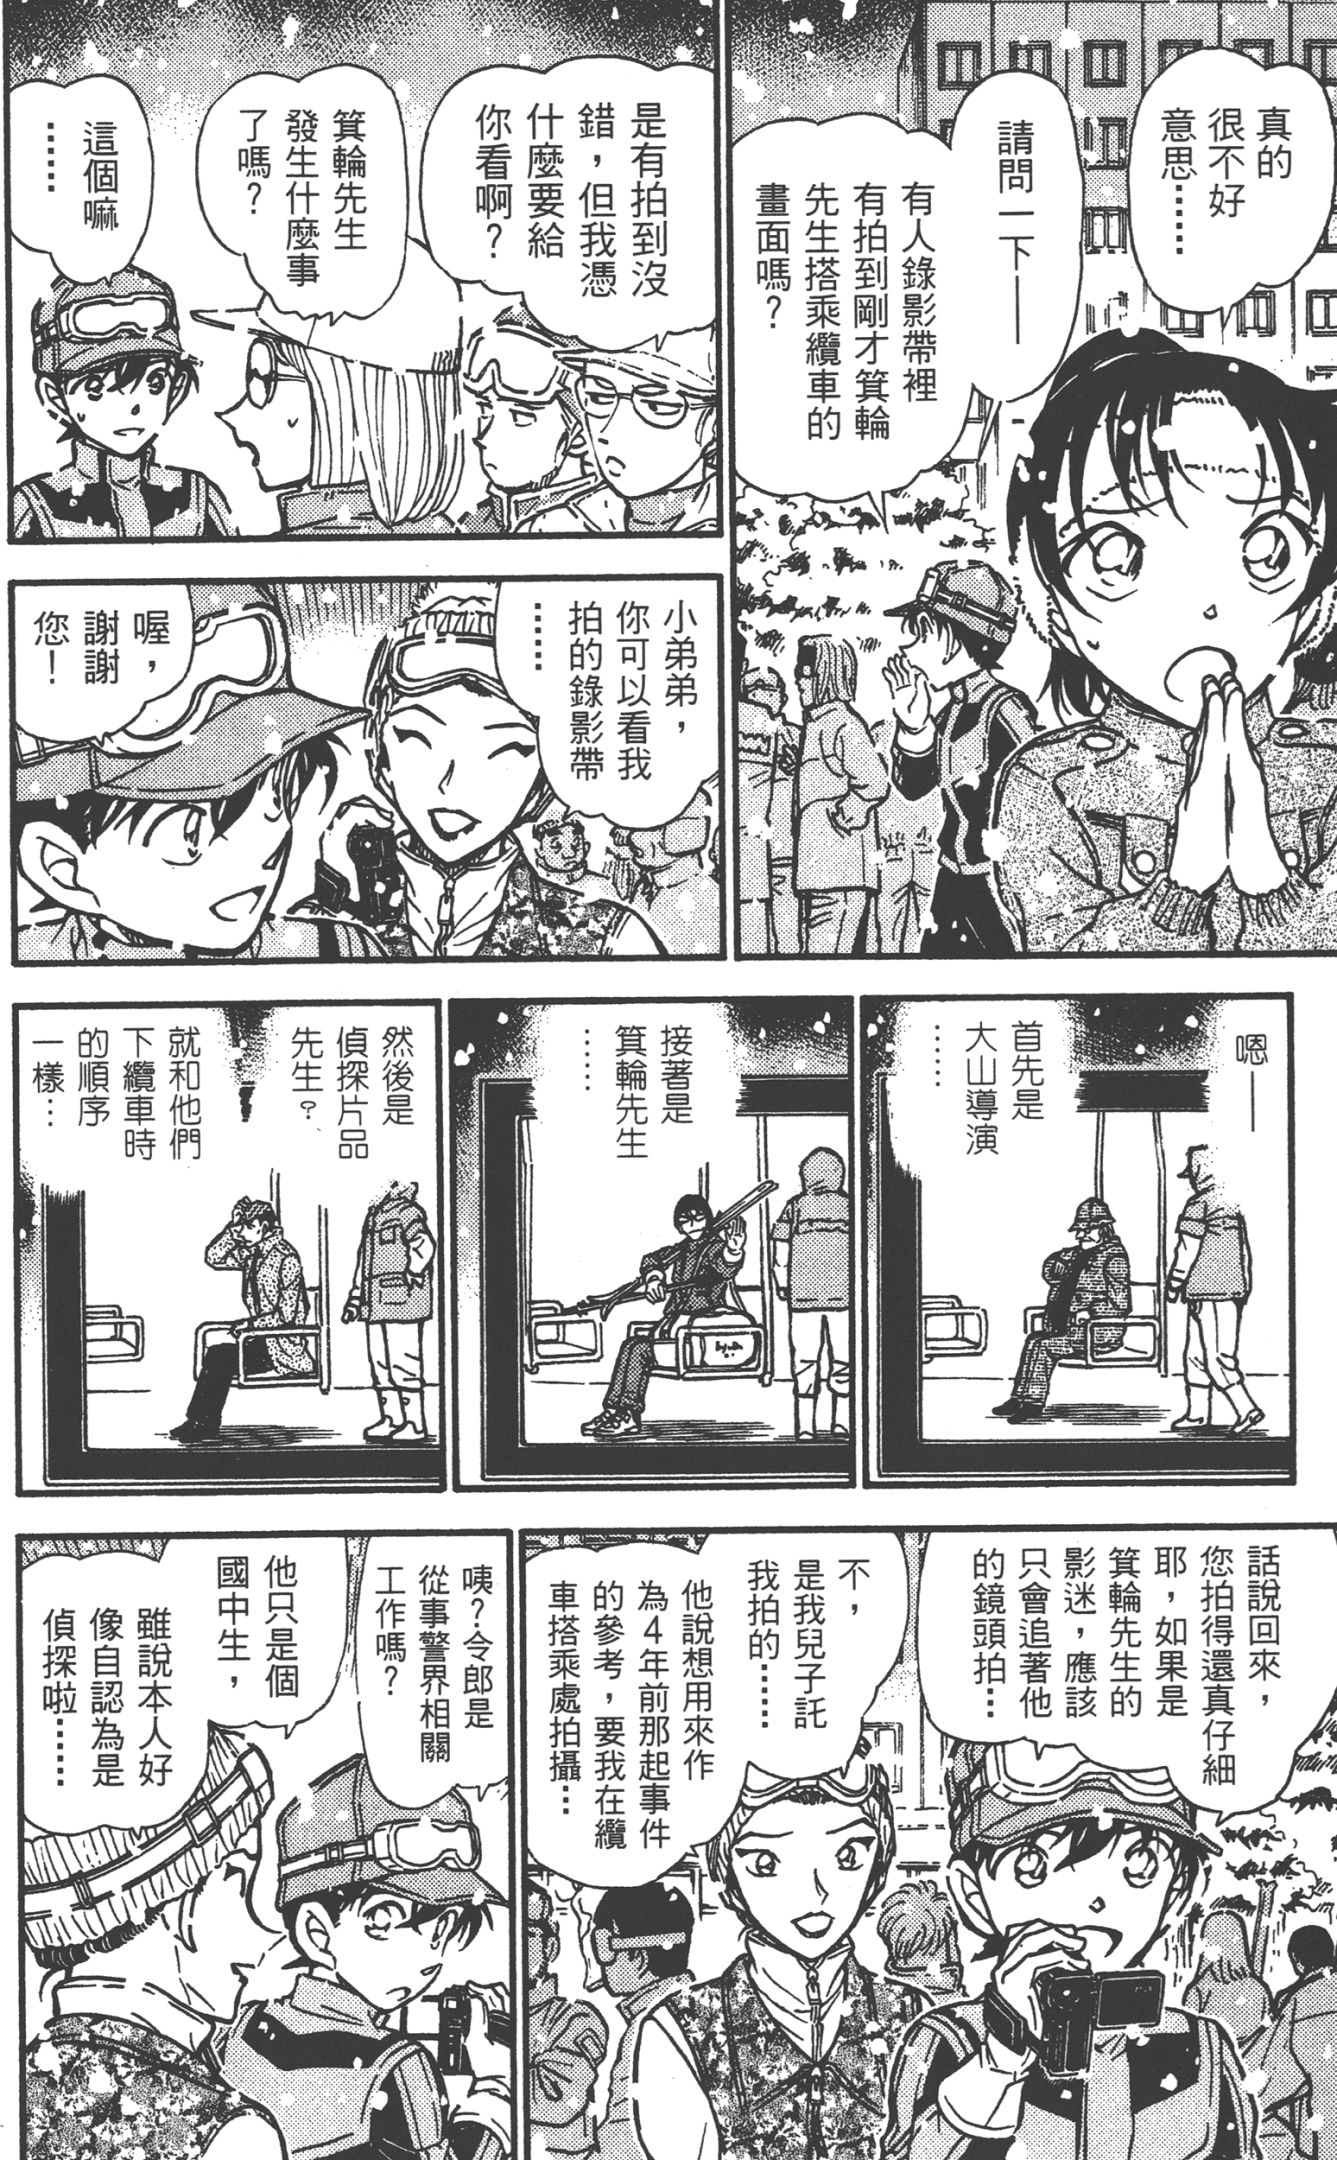 真的
很不好
意思……
請問一下——
有人錄影帶裡
有拍到剛才箕輪
先生搭乘纜車的
畫面嗎？
是有拍到沒
錯，但我憑
什麼要給
你看啊？
箕輪先生
發生什麼事
了嗎？
這個嘛
……
小弟弟，
你可以看我
拍的錄影帶
……
喔，
謝謝
您！
嗯——
首先是
大山導演
……
接著是
箕輪先生
……
然後是
偵探片品
先生？
就和他們
下纜車時
的順序
一樣…
話說回來，
您拍得還真仔細
耶，如果是
箕輪先生的
影迷，應該
只會追著他
的鏡頭拍…
不，
是我兒子託
我拍的……
他說想用來作
為4年前那起事件
的參考，要我在纜
車搭乘處拍攝…
咦？令郎是
從事警界相關
工作嗎？
他只是個
國中生，
雖說本人好
像自認為是
偵探啦……